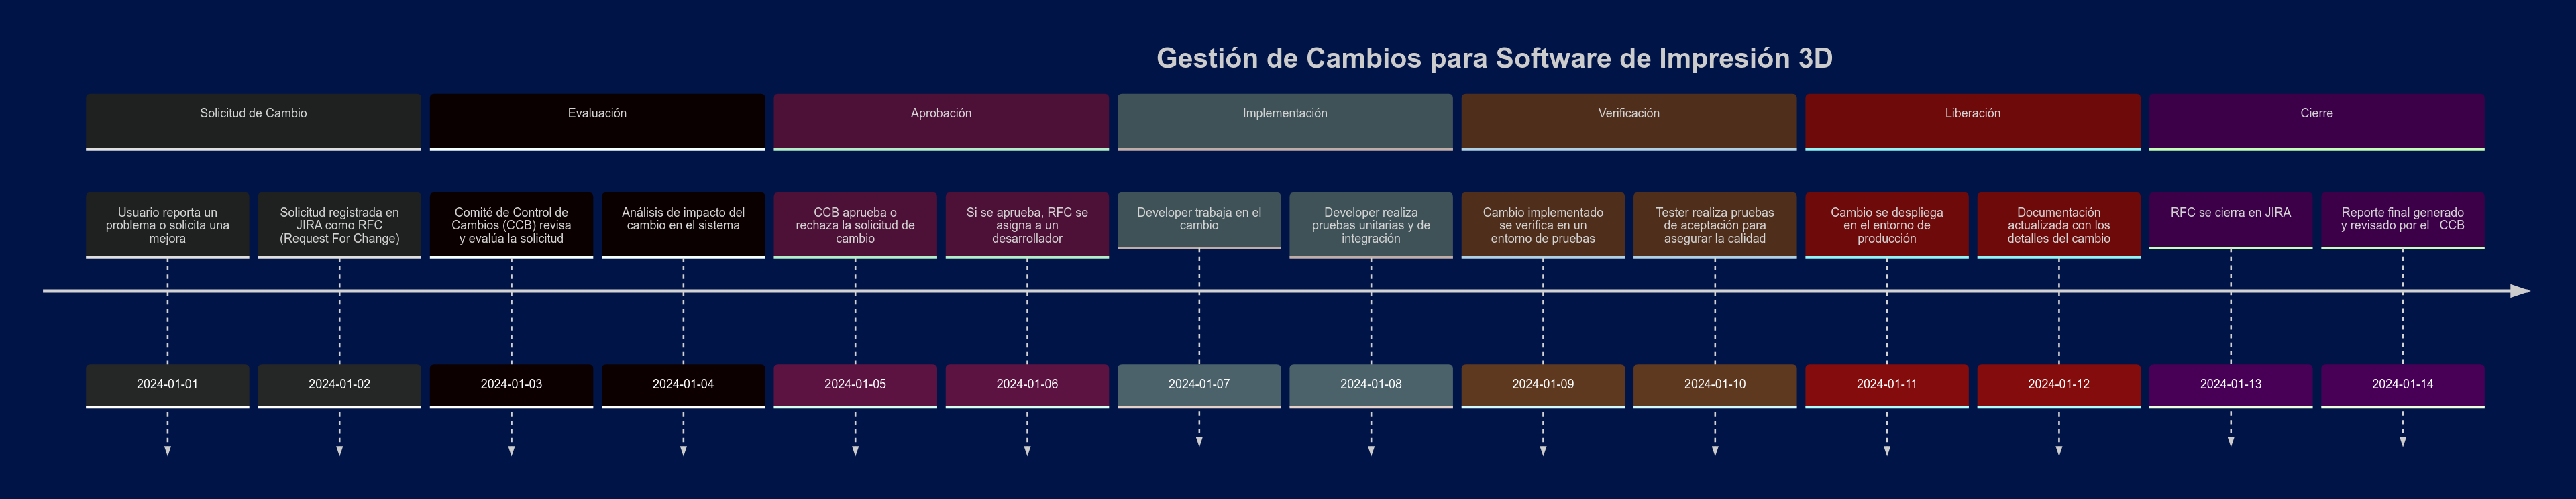 Gestión de Cambios para Software de Impresión 3D
Solicitud de Cambio
Evaluación
Aprobación
Implementación
Verificación
Liberación
Cierre
Usuario reporta un
problema o solicita una
mejora
Solicitud registrada en
JIRA como RFC
(Request For Change)
Comité de Control de
Cambios (CCB) revisa
y evalúa la solicitud
Análisis de impacto del
cambio en el sistema
CCB aprueba o
rechaza la solicitud de
cambio
Si se aprueba, RFC se
asigna a un
desarrollador
Developer trabaja en el
cambio
Developer realiza
pruebas unitarias y de
integración
Cambio implementado
se verifica en un
entorno de pruebas
Tester realiza pruebas
de aceptación para
asegurar la calidad
Cambio se despliega
en el entorno de
producción
Documentación
actualizada con los
detalles del cambio
RFC se cierra en JIRA
Reporte final generado
y revisado por el CCB
2024-01-01
2024-01-02
2024-01-03
2024-01-04
2024-01-05
2024-01-06
2024-01-07
2024-01-08
2024-01-09
2024-01-10
2024-01-11
2024-01-12
2024-01-13
2024-01-14